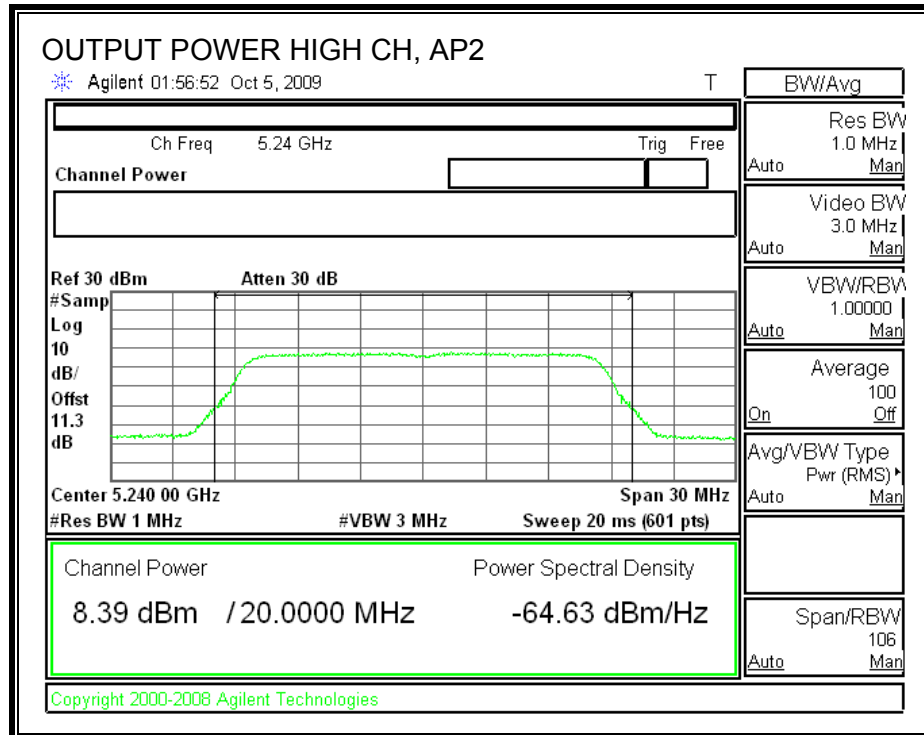 OUTPUT POWER HIGH CH, AP2
Agilent 01:56:52 Oct 5, 2009 T
Ch Freq 5.24 GHz Trig Free
Channel Power
Ref 30 dBm Atten 30 dB
#Samp
Log
10
dB/
Offst
11.3
dB
Center 5.240 00 GHz Span 30 MHz
#Res BW 1 MHz #VBW 3 MHz Sweep 20 ms (601 pts)
Channel Power Power Spectral Density
8.39 dBm / 20.0000 MHz -64.63 dBm/Hz
Copyright 2000-2008 Agilent Technologies
BW/Avg
Res BW
1.0 MHz
Auto Man
Video BW
3.0 MHz
Auto Man
VBW/RBW
1.00000
Auto Man
Average
100
On Off
Avg/VBW Type
Pwr (RMS)
Auto Man
Span/RBW
106
Auto Man